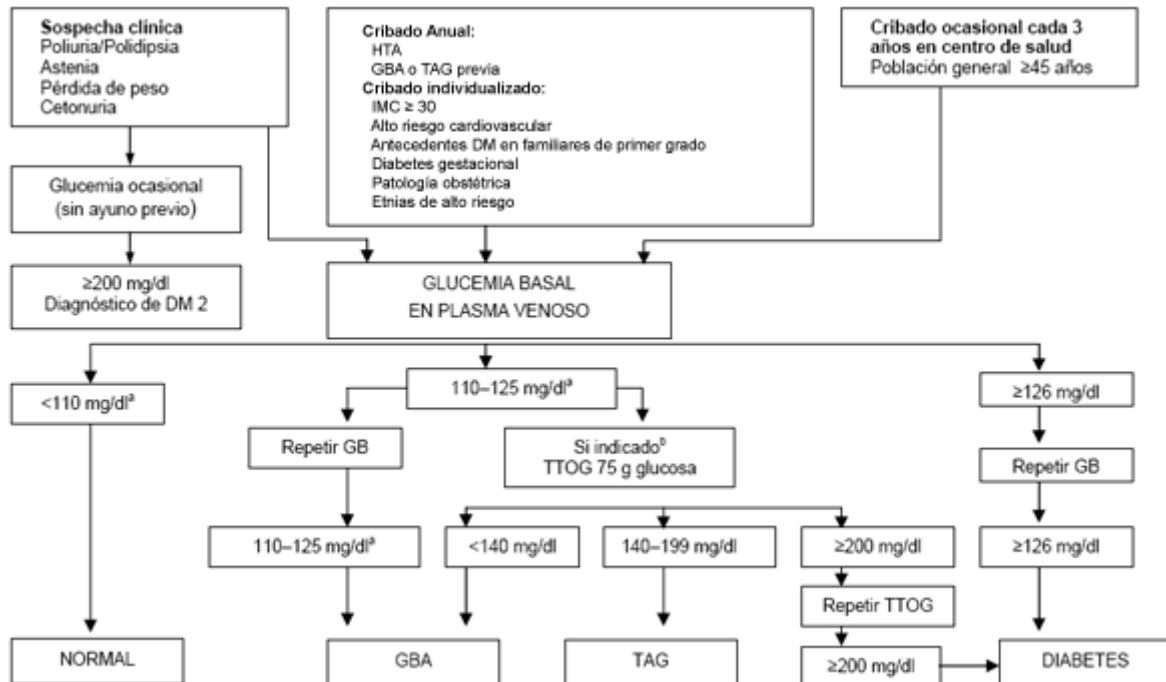 Sospecha clínica
Poliuria/Polidipsia
Astenia
Pérdida de peso
Cetonuria
Cribado Anual:
HTA
GBA o TAG previa
Cribado individualizado:
IMC ≥ 30
Alto riesgo cardiovascular
Antecedentes DM en familiares de primer grado
Diabetes gestacional
Patología obstétrica
Etnias de alto riesgo
Cribado ocasional cada 3
años en centro de salud
Población general ≥45 años
Glucemia ocasional
(sin ayuno previo)
≥200 mg/dl
Diagnóstico de DM 2
GLUCEMIA BASAL
EN PLASMA VENOSO
<110 mg/dlª
110–125 mg/dlª
≥126 mg/dl
Repetir GB
Si indicadoᵇ
TTOG 75 g glucosa
Repetir GB
110–125 mg/dlª
<140 mg/dl
140–199 mg/dl
≥200 mg/dl
≥126 mg/dl
Repetir TTOG
NORMAL
GBA
TAG
≥200 mg/dl
DIABETES